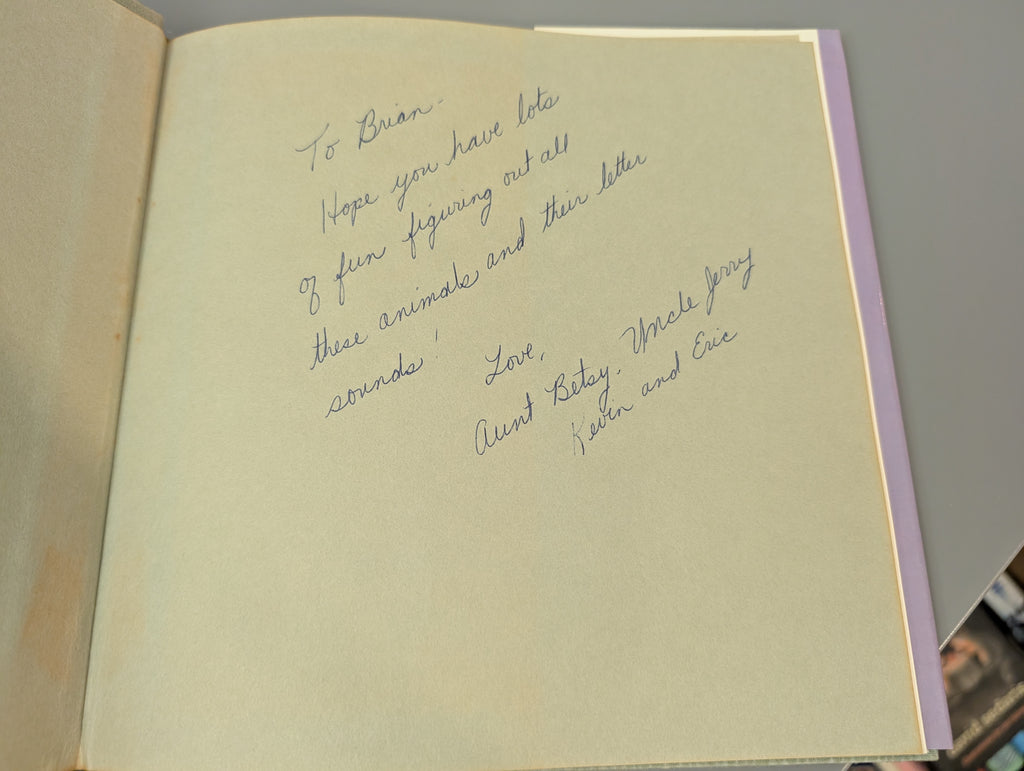 To Brian-
Hope you have lots
of fun figuring out all
these animals and their letter
sounds!
Love,
Aunt Betsy, Uncle Jerry
Kevin and Eric